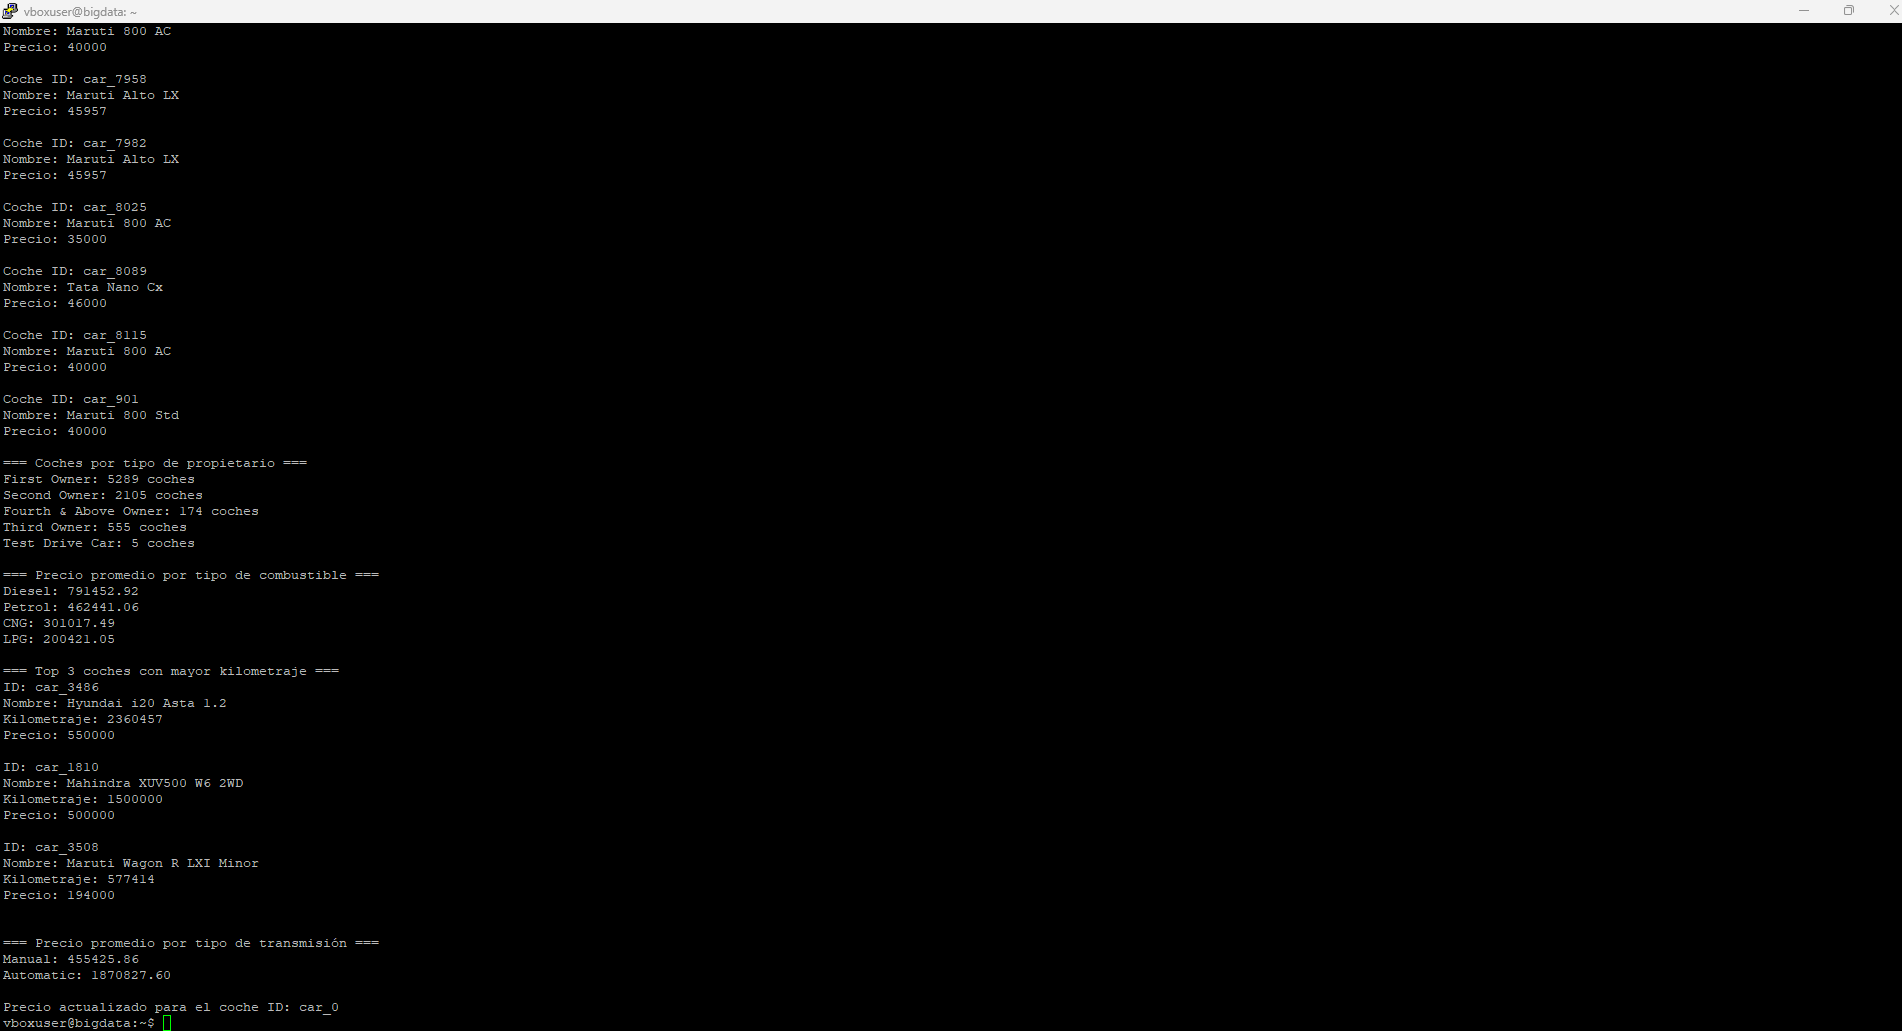 vboxuser@bigdata: ~
Nombre: Maruti 800 AC
Precio: 40000
Coche ID: car_7958
Nombre: Maruti Alto LX
Precio: 45957
Coche ID: car_7982
Nombre: Maruti Alto LX
Precio: 45957
Coche ID: car_8025
Nombre: Maruti 800 AC
Precio: 35000
Coche ID: car_8089
Nombre: Tata Nano Cx
Precio: 46000
Coche ID: car_8115
Nombre: Maruti 800 AC
Precio: 40000
Coche ID: car_901
Nombre: Maruti 800 Std
Precio: 40000
=== Coches por tipo de propietario ===
First Owner: 5289 coches
Second Owner: 2105 coches
Fourth & Above Owner: 174 coches
Third Owner: 555 coches
Test Drive Car: 5 coches
=== Precio promedio por tipo de combustible ===
Diesel: 791452.92
Petrol: 462441.06
CNG: 301017.49
LPG: 200421.05
=== Top 3 coches con mayor kilometraje ===
ID: car_3486
Nombre: Hyundai i20 Asta 1.2
Kilometraje: 2360457
Precio: 550000
ID: car_1810
Nombre: Mahindra XUV500 W6 2WD
Kilometraje: 1500000
Precio: 500000
ID: car_3508
Nombre: Maruti Wagon R LXI Minor
Kilometraje: 577414
Precio: 194000
=== Precio promedio por tipo de transmisión ===
Manual: 455425.86
Automatic: 1870827.60
Precio actualizado para el coche ID: car_0
vboxuser@bigdata:~$